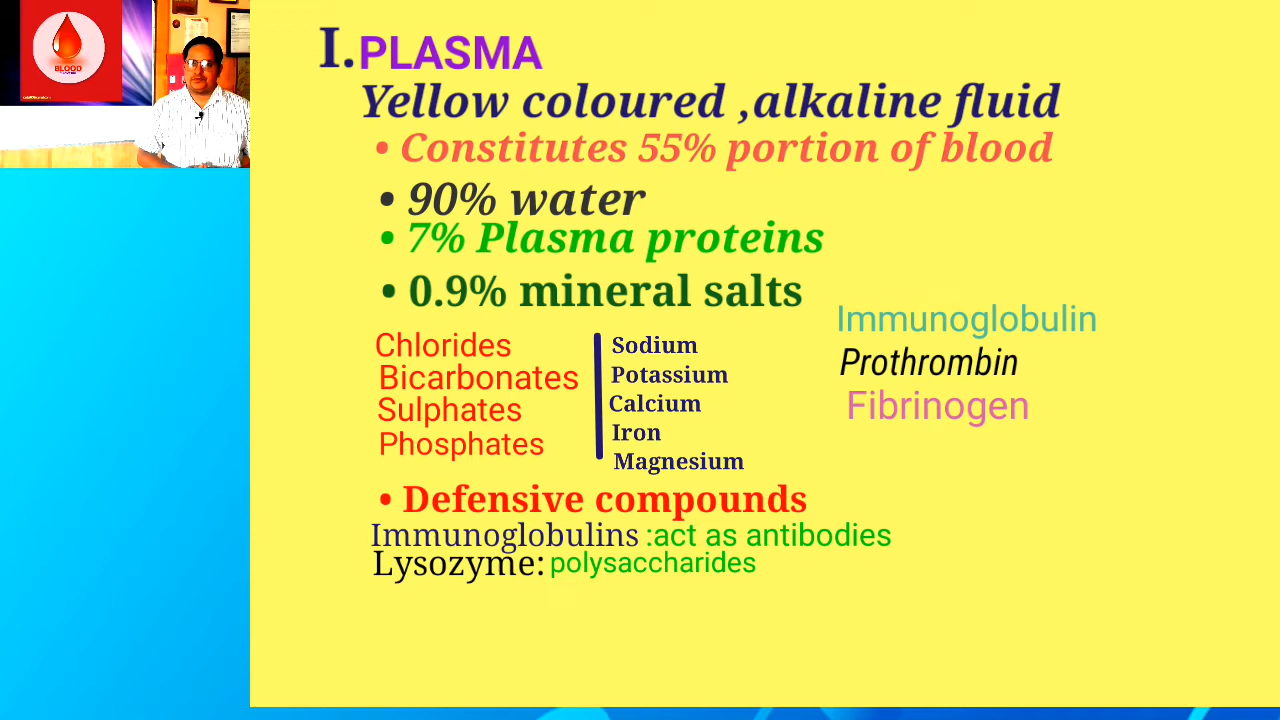 BLOOD
I. PLASMA
Yellow coloured ,alkaline fluid
• Constitutes 55% portion of blood
• 90% water
• 7% Plasma proteins
• 0.9% mineral salts
Immunoglobulin
Prothrombin
Fibrinogen
Chlorides
Bicarbonates
Sulphates
Phosphates
Sodium
Potassium
Calcium
Iron
Magnesium
• Defensive compounds
Immunoglobulins :act as antibodies
Lysozyme: polysaccharides